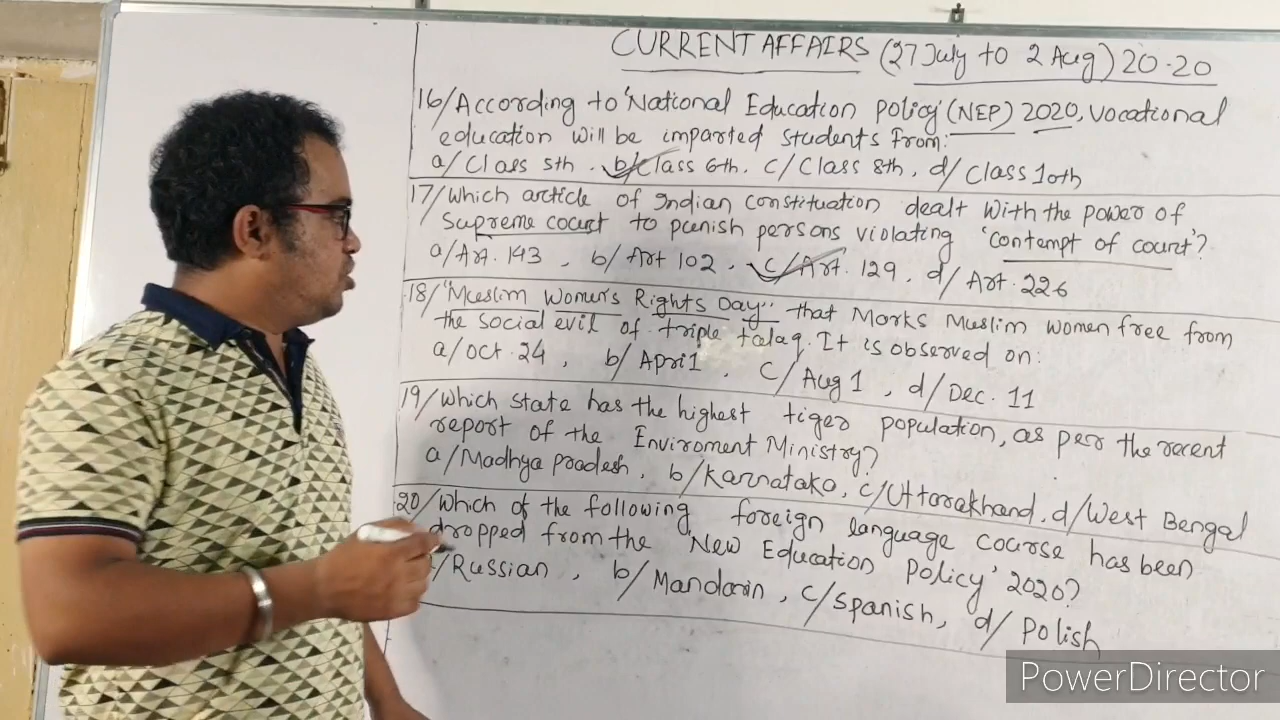 CURRENT AFFAIRS (27 July to 2 Aug) 20-20
16/ According to 'National Education Policy' (NEP) 2020, vocational
education will be imparted students from:
a/ Class 5th. b/ Class 6th. c/ Class 8th. d/ Class 10th
17/ Which article of Indian constituation dealt with the power of
Supreme court to punish persons violating 'contempt of court'?
a/ Art. 143, b/ Art 102. c/ Art. 129, d/ Art. 226
18/ "Muslim Women's Rights Day" that Marks Muslim women free from
the social evil of triple talaq. It is observed on:
a/ Oct. 24, b/ Apri 1, c/ Aug 1, d/ Dec. 11
19/ Which state has the highest tiger population, as per the recent
report of the Enviroment Ministry?
a/ Madhya Pradesh, b/ Karnataka, c/ Uttarakhand, d/ West Bengal
20/ Which of the following foreign language course has been
dropped from the 'New Education Policy' 2020?
a/ Russian, b/ Mandarin, c/ Spanish, d/ Polish
PowerDirector